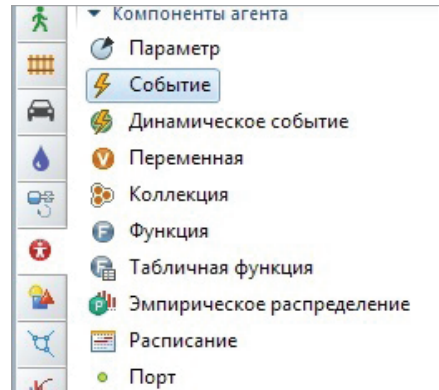 Компоненты агента
Параметр
Событие
Динамическое событие
Переменная
Коллекция
Функция
Табличная функция
Эмпирическое распределение
Расписание
Порт